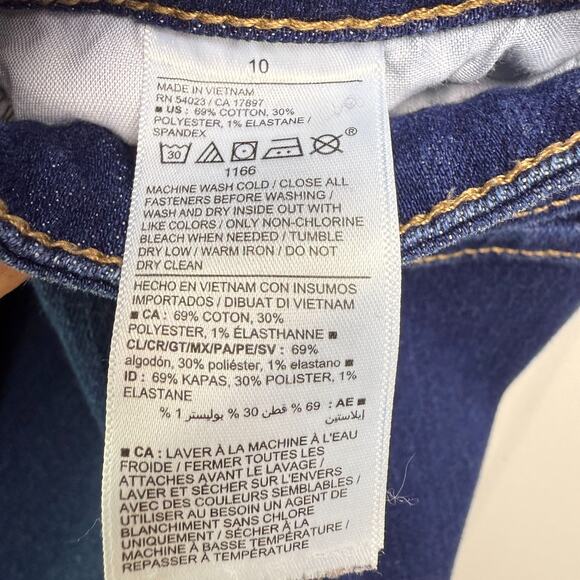 10
MADE IN VIETNAM
RN 54023 / CA 17897
■ US : 69% COTTON, 30%
POLYESTER, 1% ELASTANE /
SPANDEX
30 ®
1166
MACHINE WASH COLD / CLOSE ALL
FASTENERS BEFORE WASHING /
WASH AND DRY INSIDE OUT WITH
LIKE COLORS / ONLY NON-CHLORINE
BLEACH WHEN NEEDED / TUMBLE
DRY LOW / WARM IRON / DO NOT
DRY CLEAN
HECHO EN VIETNAM CON INSUMOS
IMPORTADOS / DIBUAT DI VIETNAM
■ CA : 69% COTON, 30%
POLYESTER, 1% ÉLASTHANNE ■
CL/CR/GT/MX/PA/PE/SV : 69%
algodón, 30% poliéster, 1% elastano ■
ID : 69% KAPAS, 30% POLISTER, 1%
ELASTANE
■ AE : 69 % قطن 30 % بوليستر 1 %
إيلاستين
■ CA : LAVER À LA MACHINE À L'EAU
FROIDE / FERMER TOUTES LES
ATTACHES AVANT LE LAVAGE /
LAVER ET SÉCHER SUR L'ENVERS
AVEC DES COULEURS SEMBLABLES /
UTILISER AU BESOIN UN AGENT DE
BLANCHIMENT SANS CHLORE
UNIQUEMENT / SÉCHER À LA
MACHINE À BASSE TEMPÉRATURE /
REPASSER À TEMPÉRATURE